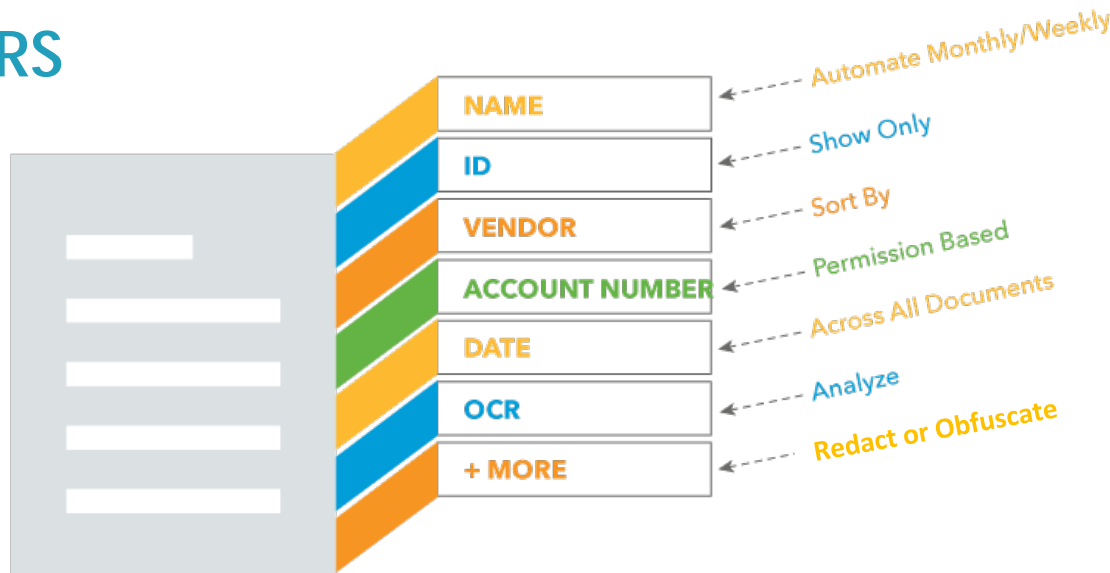 RS
NAME
Automate Monthly/Weekly
ID
Show Only
VENDOR
Sort By
ACCOUNT NUMBER
Permission Based
DATE
Across All Documents
OCR
Analyze
+ MORE
Redact or Obfuscate